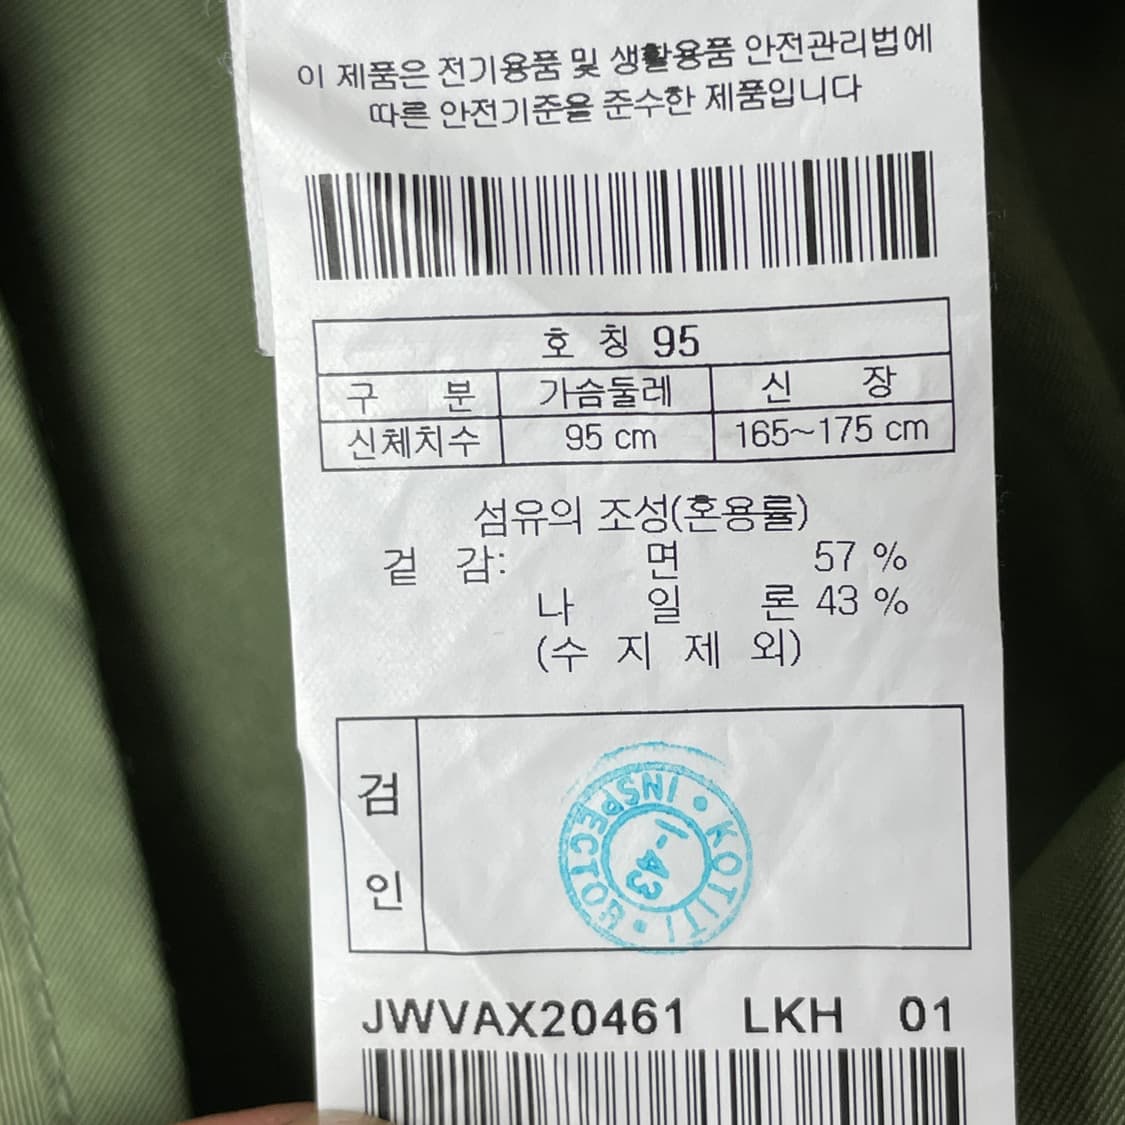 이 제품은 전기용품 및 생활용품 안전관리법에
따른 안전기준을 준수한 제품입니다
호 칭 95
구 분 가슴둘레 신 장
신체치수 95 cm 165~175 cm
섬유의 조성(혼용률)
겉 감: 면 57 %
나 일 론 43 %
(수 지 제 외)
검
인
KOTITI • INSPECTOR •
1-43
JWVAX20461 LKH 01